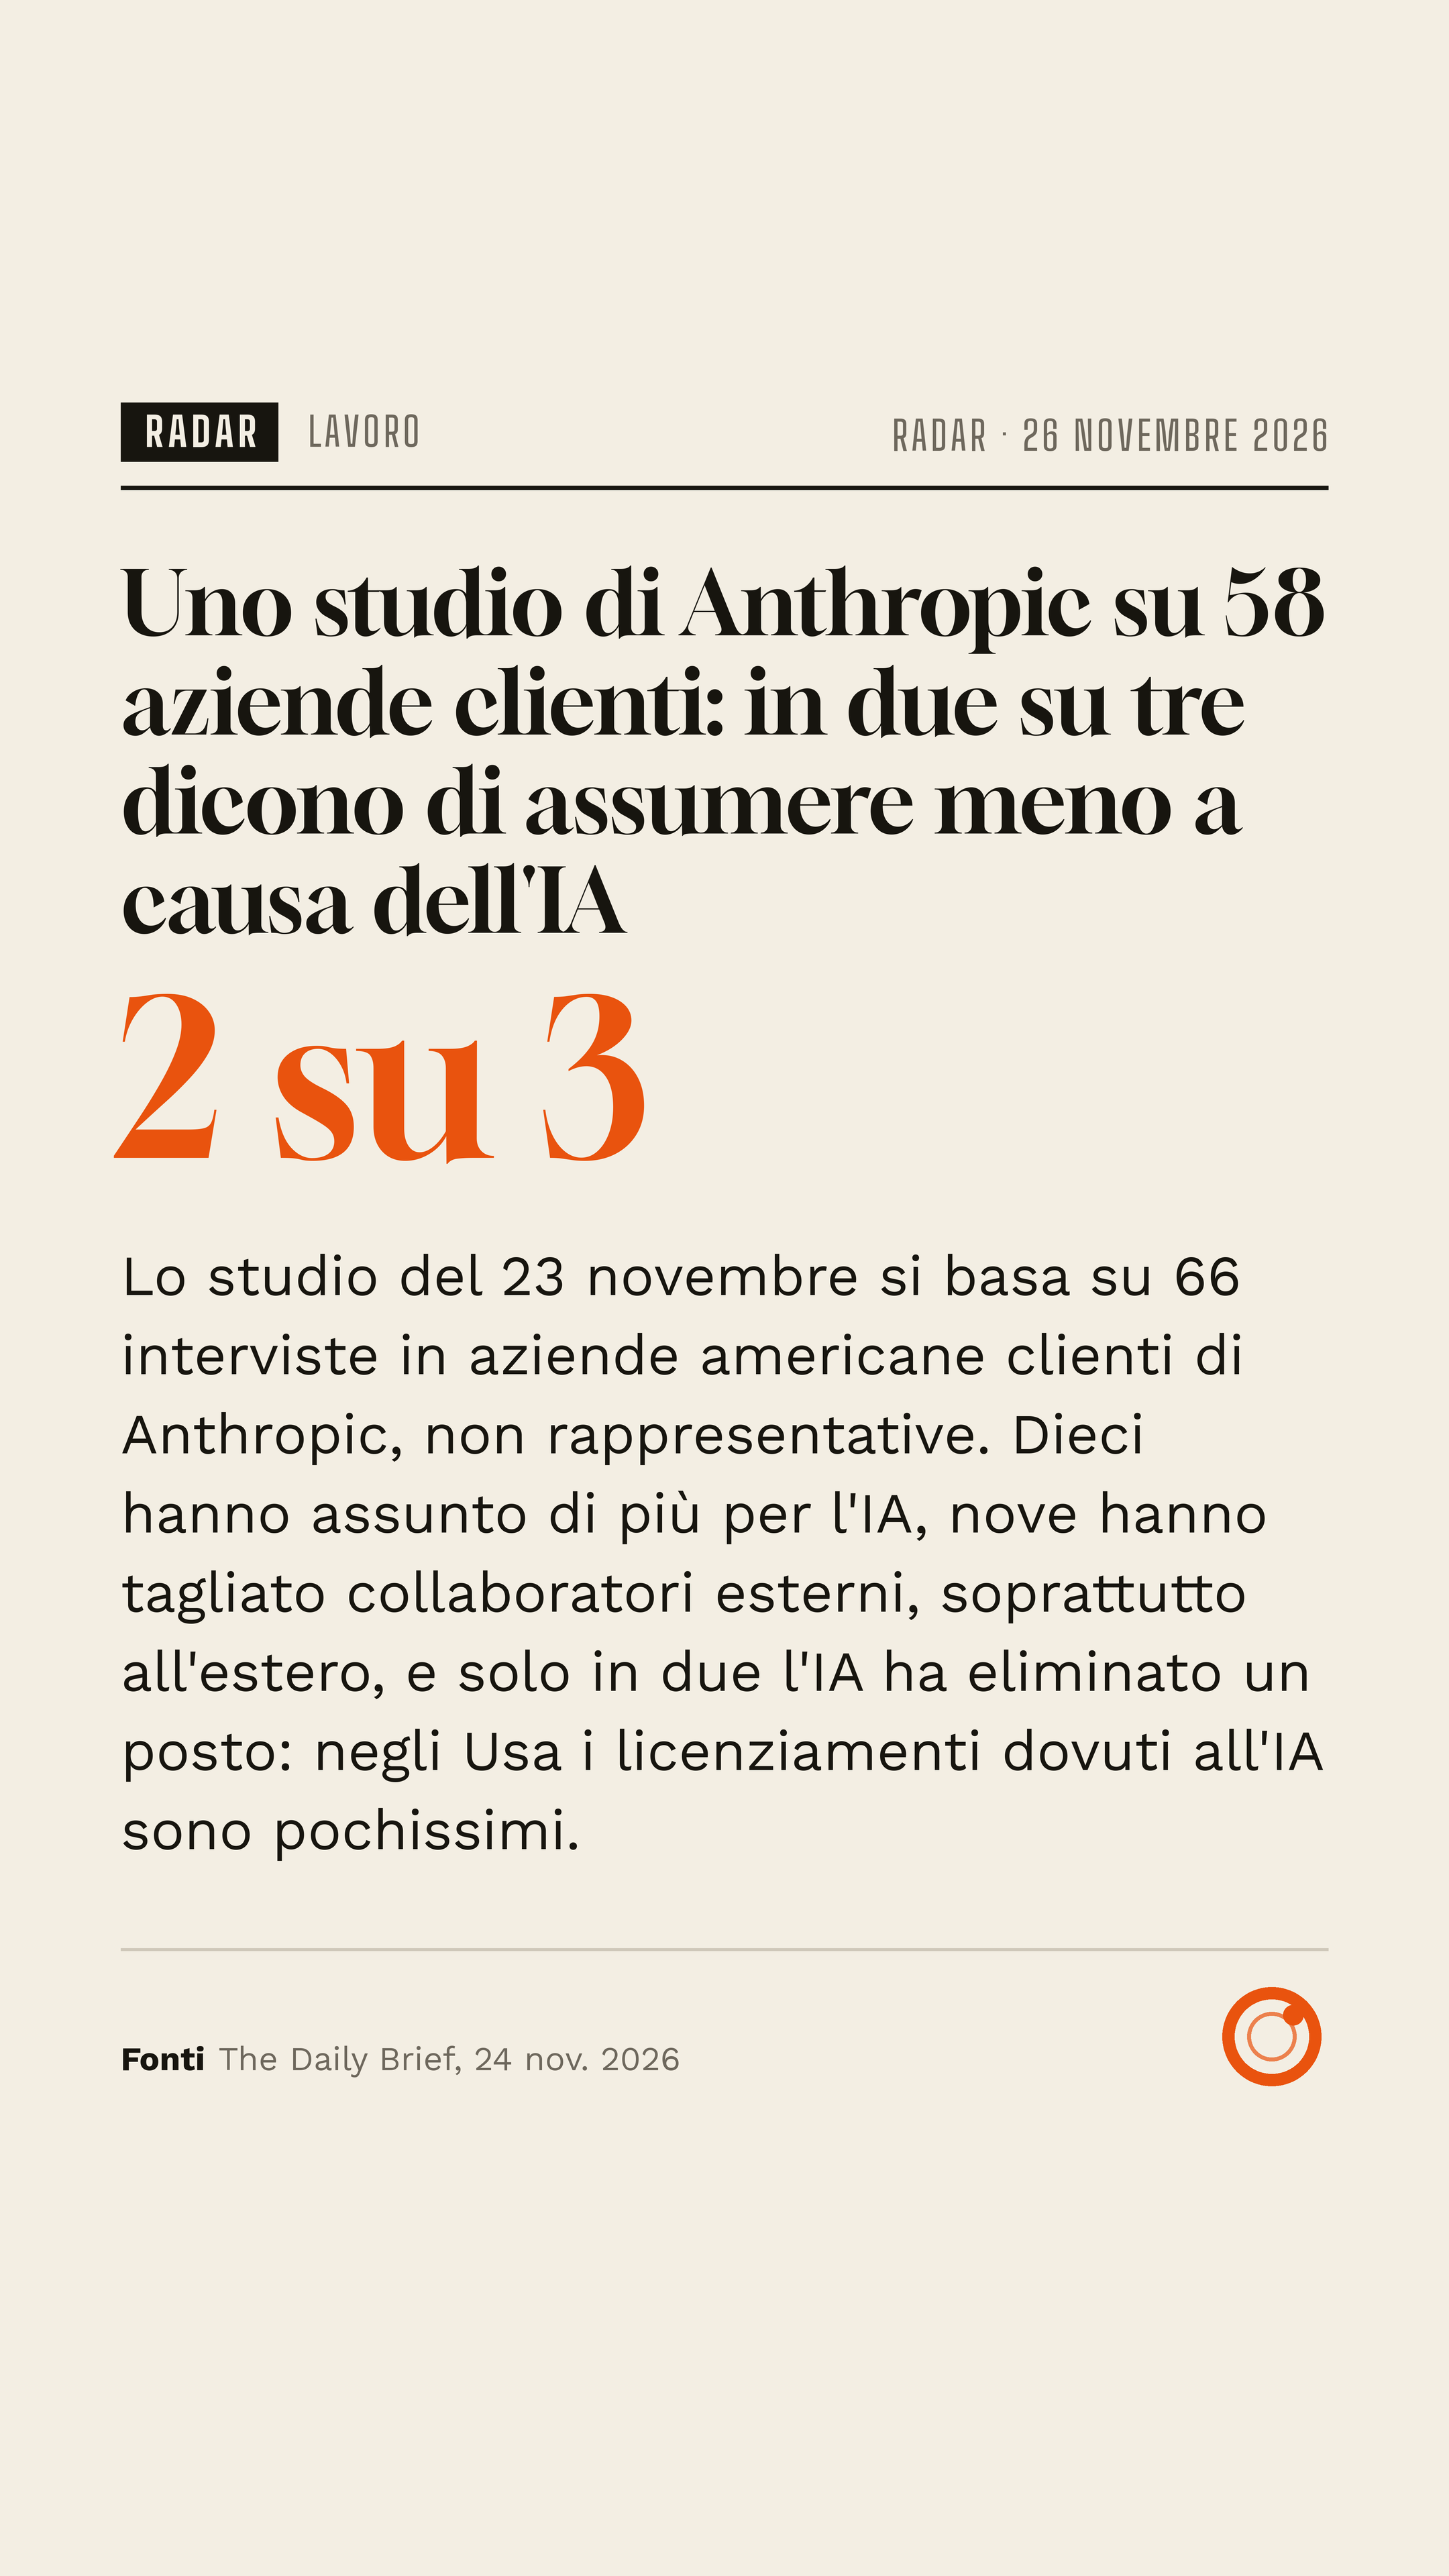 RADAR LAVORO RADAR · 26 NOVEMBRE 2026
Uno studio di Anthropic su 58
aziende clienti: in due su tre
dicono di assumere meno a
causa dell'IA
2 su 3
Lo studio del 23 novembre si basa su 66
interviste in aziende americane clienti di
Anthropic, non rappresentative. Dieci
hanno assunto di più per l'IA, nove hanno
tagliato collaboratori esterni, soprattutto
all'estero, e solo in due l'IA ha eliminato un
posto: negli Usa i licenziamenti dovuti all'IA
sono pochissimi.
Fonti The Daily Brief, 24 nov. 2026